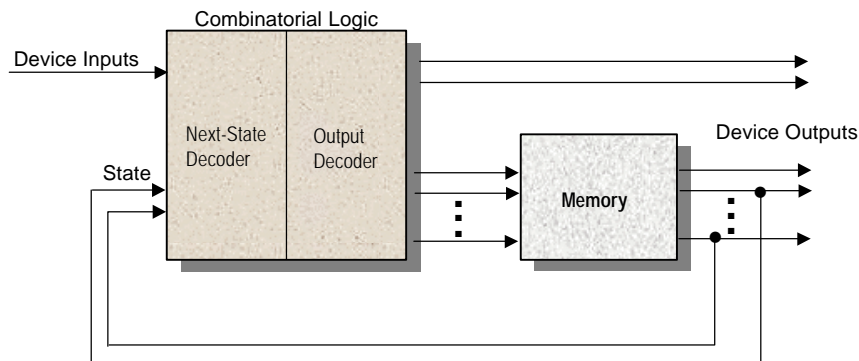 Combinatorial Logic
Device Inputs
Next-State
Decoder
Output
Decoder
State
Memory
Device Outputs